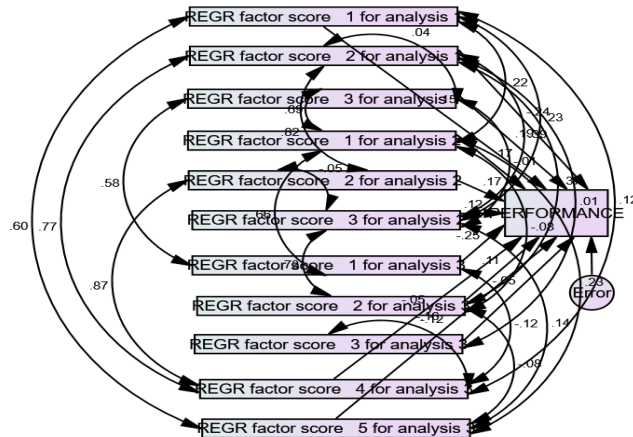 REGR factor score 1 for analysis 1
.04
REGR factor score 2 for analysis
.22
REGR factor score 3 for analysis
.23
.69
.82
REGR factor score 1 for analysis 2
.17
-.01
-.05
REGR factor score 2 for analysis 2
.17
.58
.12
.01
.12
.66
REGR factor score 3 for analysis 2
PERFORMANCE
.60
.77
-.25
-.08
REGR factor score 1 for analysis 3
.11
.87
-.05
.23
Error
-.05
REGR factor score 2 for analysis 3
-.12
-.12
.14
REGR factor score 3 for analysis 3
-.08
REGR factor score 4 for analysis 3
REGR factor score 5 for analysis 3